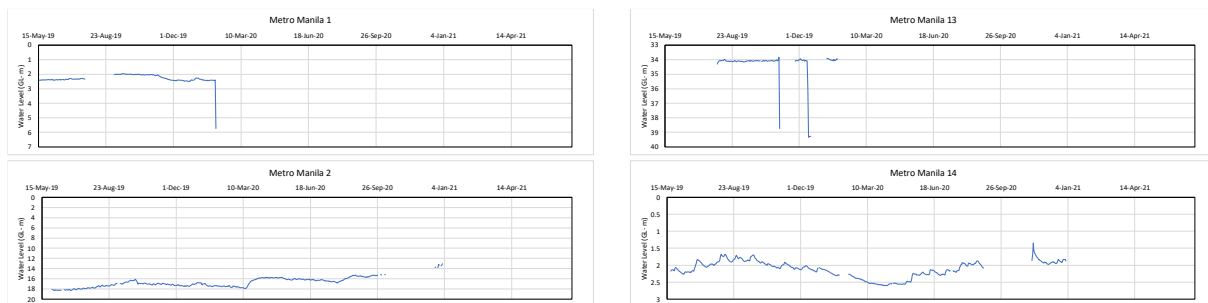 Metro Manila 1
15-May-19 23-Aug-19 1-Dec-19 10-Mar-20 18-Jun-20 26-Sep-20 4-Jan-21 14-Apr-21
0
1
2
3
4
5
6
7
Water Level (GL- m)
Metro Manila 13
15-May-19 23-Aug-19 1-Dec-19 10-Mar-20 18-Jun-20 26-Sep-20 4-Jan-21 14-Apr-21
33
34
35
36
37
38
39
40
Water Level (GL- m)
Metro Manila 2
15-May-19 23-Aug-19 1-Dec-19 10-Mar-20 18-Jun-20 26-Sep-20 4-Jan-21 14-Apr-21
0
2
4
6
8
10
12
14
16
18
20
Water Level (GL- m)
Metro Manila 14
15-May-19 23-Aug-19 1-Dec-19 10-Mar-20 18-Jun-20 26-Sep-20 4-Jan-21 14-Apr-21
0
0.5
1
1.5
2
2.5
3
Water Level (GL- m)